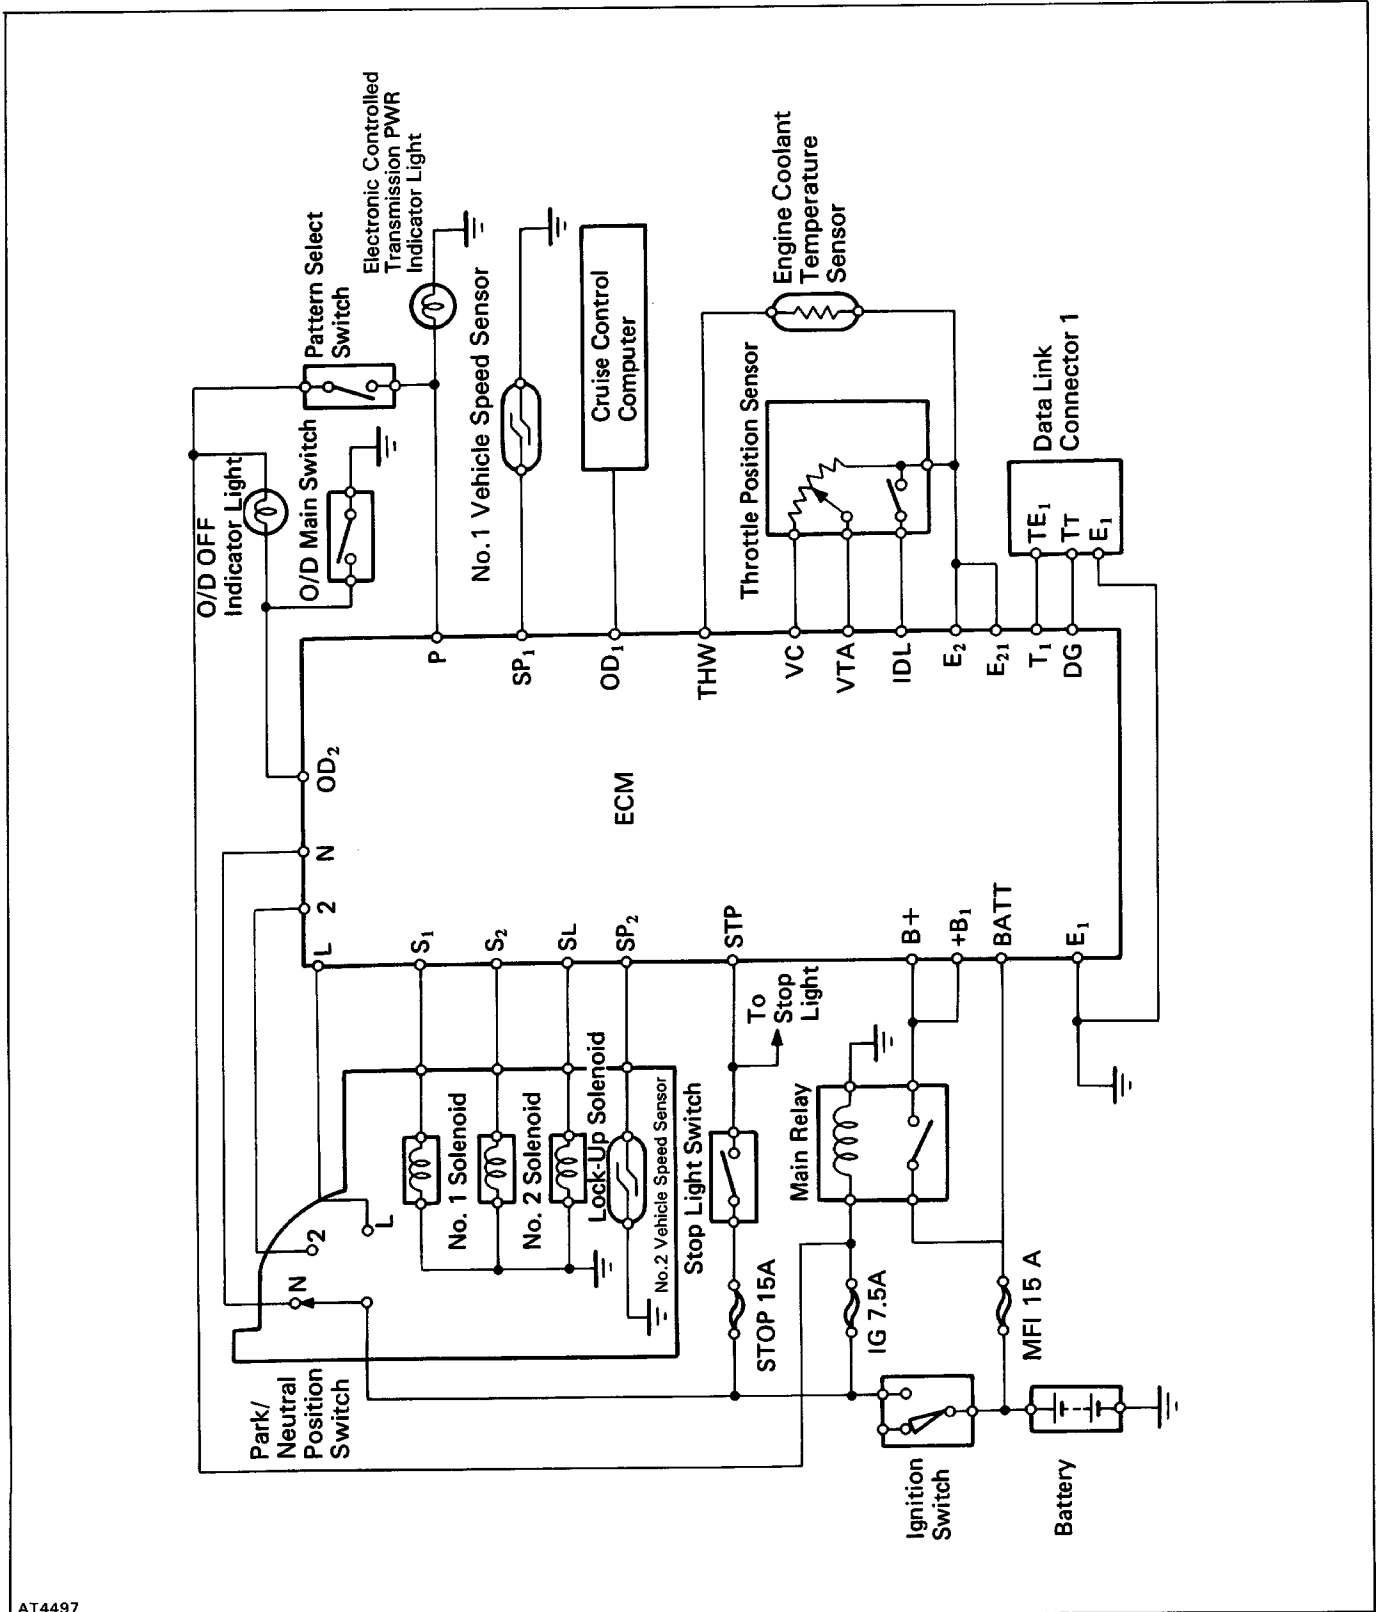 Park/
Neutral
Position
Switch
N
2
L
No. 1 Solenoid
No. 2 Solenoid
Lock-Up Solenoid
No.2 Vehicle Speed Sensor
Stop Light Switch
STOP 15A
To
Stop
Light
Main Relay
IG 7.5A
MFI 15 A
Ignition
Switch
Battery
L
2
N
OD₂
S₁
S₂
SL
SP₂
STP
B+
+B₁
BATT
E₁
ECM
P
SP₁
OD₁
THW
VC
VTA
IDL
E₂
E₂₁
T₁
DG
O/D OFF
Indicator Light
O/D Main Switch
Pattern Select
Switch
Electronic Controlled
Transmission PWR
Indicator Light
No. 1 Vehicle Speed Sensor
Cruise Control
Computer
Throttle Position Sensor
Engine Coolant
Temperature
Sensor
Data Link
Connector 1
TE₁
TT
E₁
AT4497